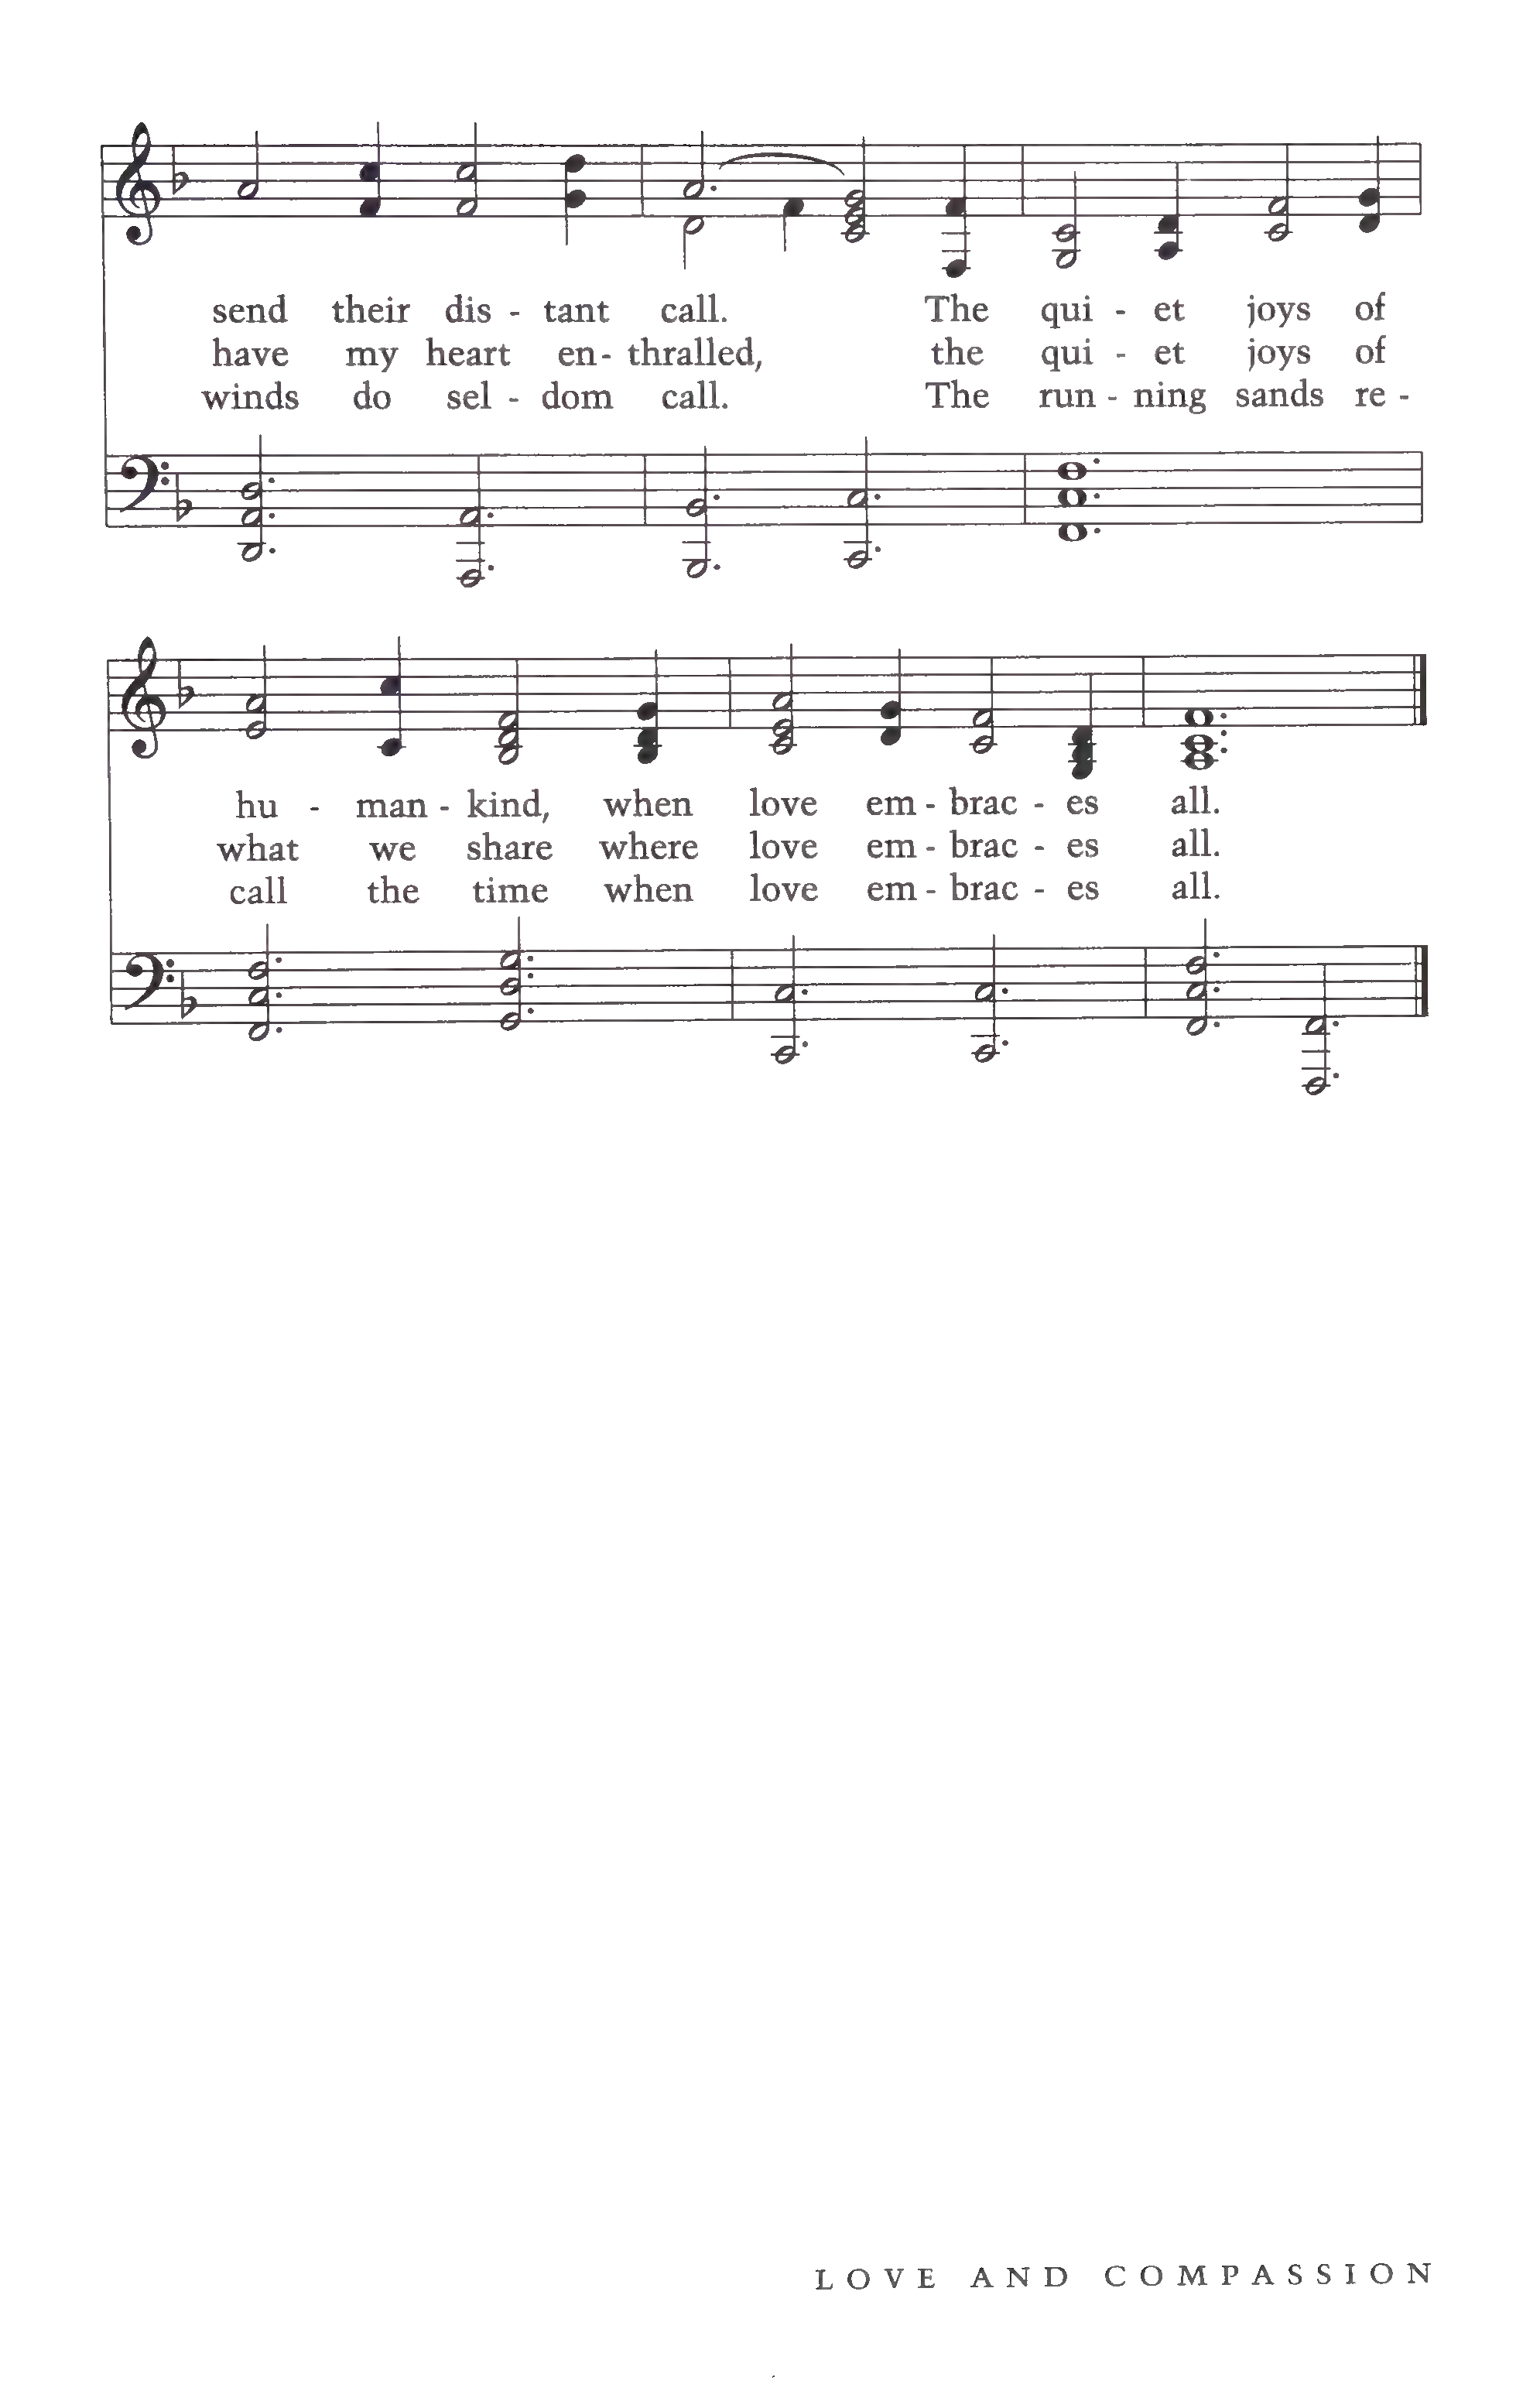 send their dis - tant call. The qui - et joys of
have my heart en - thralled, the qui - et joys of
winds do sel - dom call. The run - ning sands re -
hu - man - kind, when love em - brac - es all.
what we share where love em - brac - es all.
call the time when love em - brac - es all.
LOVE AND COMPASSION